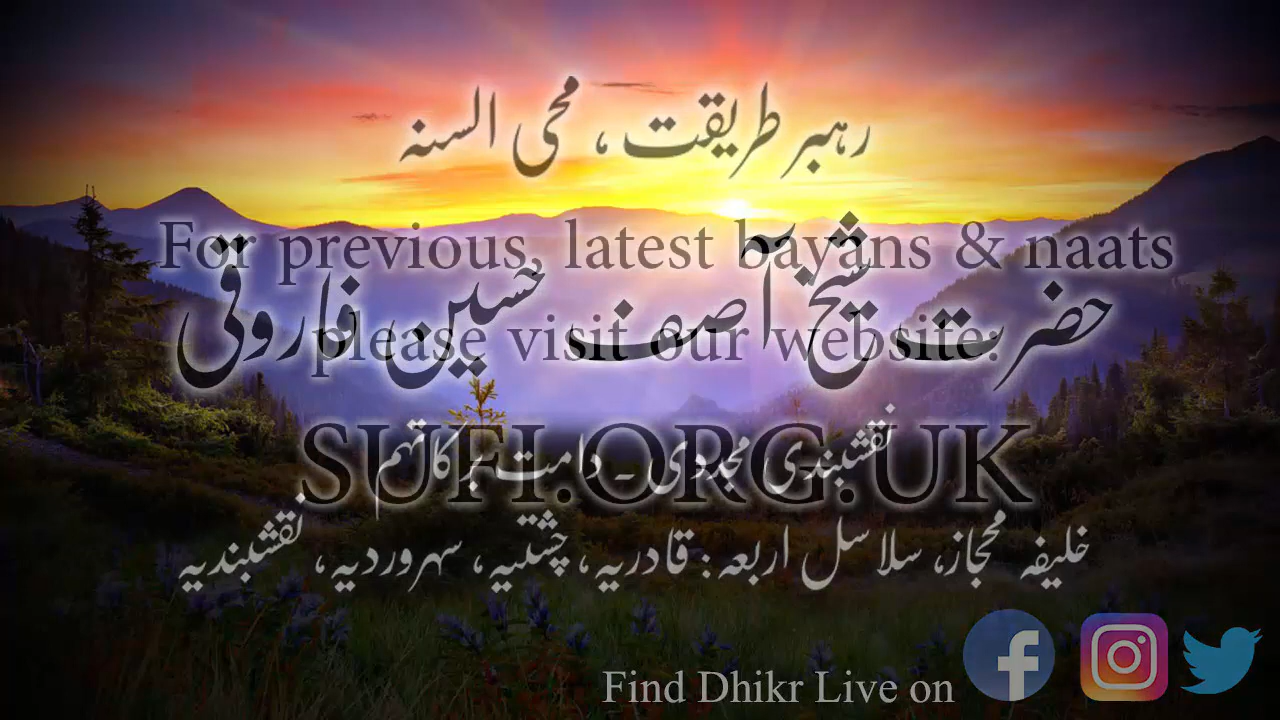 رہبر طریقت، محی السنہ
For previous, latest bayans & naats
حضرت شیخ آصف حسین فاروقی
please visit our website:
نقشبندی مجددی۔ دامت برکاتہم
SUFI.ORG.UK
خلیفہ مجاز، سلاسل اربعہ: قادریہ، چشتیہ، سہروردیہ، نقشبندیہ
Find Dhikr Live on